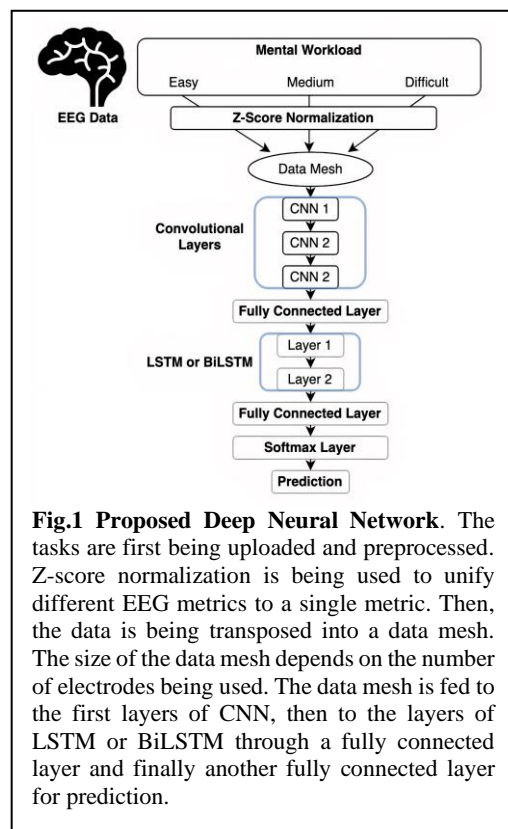 Mental Workload
Easy Medium Difficult
EEG Data
Z-Score Normalization
Data Mesh
CNN 1
Convolutional
Layers
CNN 2
CNN 2
Fully Connected Layer
Layer 1
LSTM or BiLSTM
Layer 2
Fully Connected Layer
Softmax Layer
Prediction
Fig.1 Proposed Deep Neural Network. The
tasks are first being uploaded and preprocessed.
Z-score normalization is being used to unify
different EEG metrics to a single metric. Then,
the data is being transposed into a data mesh.
The size of the data mesh depends on the number
of electrodes being used. The data mesh is fed to
the first layers of CNN, then to the layers of
LSTM or BiLSTM through a fully connected
layer and finally another fully connected layer
for prediction.